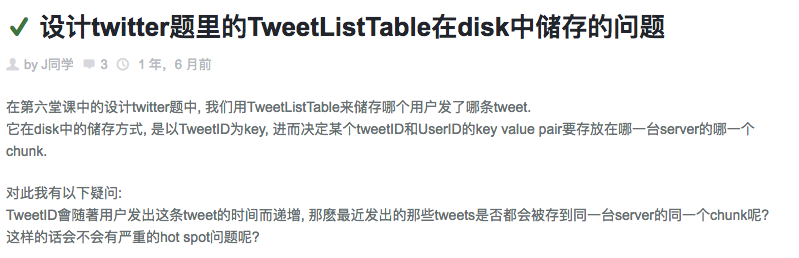 设计twitter题里的TweetListTable在disk中储存的问题
by J同学 3 1 年，6 月前
在第六堂课中的设计twitter题中, 我们用TweetListTable来储存哪个用户发了哪条tweet.
它在disk中的储存方式, 是以TweetID为key, 进而决定某个tweetID和UserID的key value pair要存放在哪一台server的哪一个
chunk.
对此我有以下疑问:
TweetID會随著用户发出这条tweet的时间而递增, 那麽最近发出的那些tweets是否都会被存到同一台server的同一个chunk呢?
这样的话会不会有严重的hot spot问题呢?